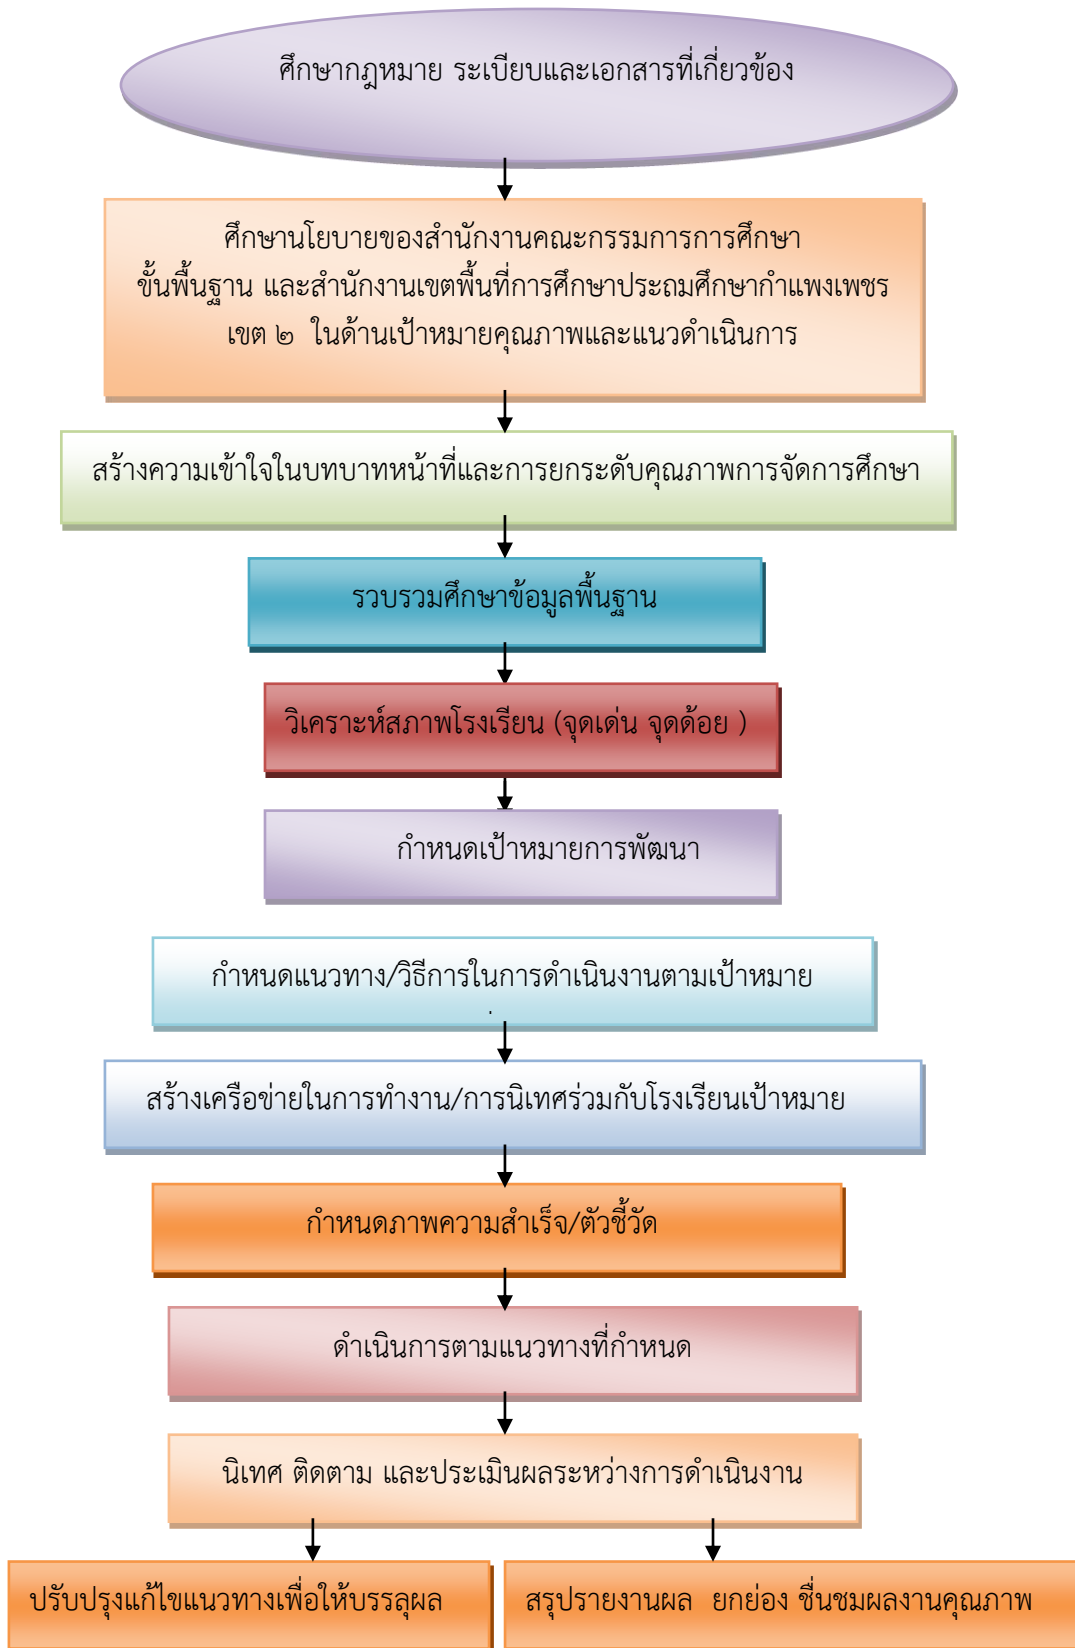 ศึกษากฎหมาย ระเบียบและเอกสารที่เกี่ยวข้อง
ศึกษานโยบายของสำนักงานคณะกรรมการการศึกษา
ขั้นพื้นฐาน และสำนักงานเขตพื้นที่การศึกษาประถมศึกษากำแพงเพชร
เขต ๒ ในด้านเป้าหมายคุณภาพและแนวดำเนินการ
สร้างความเข้าใจในบทบาทหน้าที่และการยกระดับคุณภาพการจัดการศึกษา
รวบรวมศึกษาข้อมูลพื้นฐาน
วิเคราะห์สภาพโรงเรียน (จุดเด่น จุดด้อย )
กำหนดเป้าหมายการพัฒนา
กำหนดแนวทาง/วิธีการในการดำเนินงานตามเป้าหมาย
สร้างเครือข่ายในการทำงาน/การนิเทศร่วมกับโรงเรียนเป้าหมาย
กำหนดภาพความสำเร็จ/ตัวชี้วัด
ดำเนินการตามแนวทางที่กำหนด
นิเทศ ติดตาม และประเมินผลระหว่างการดำเนินงาน
ปรับปรุงแก้ไขแนวทางเพื่อให้บรรลุผล
สรุปรายงานผล ยกย่อง ชื่นชมผลงานคุณภาพ